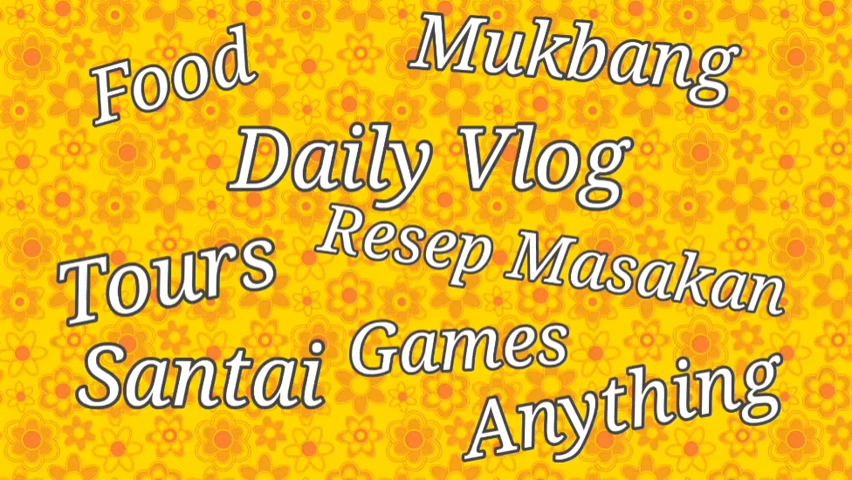 Food
Mukbang
Daily Vlog
Resep Masakan
Tours
Games
Santai
Anything